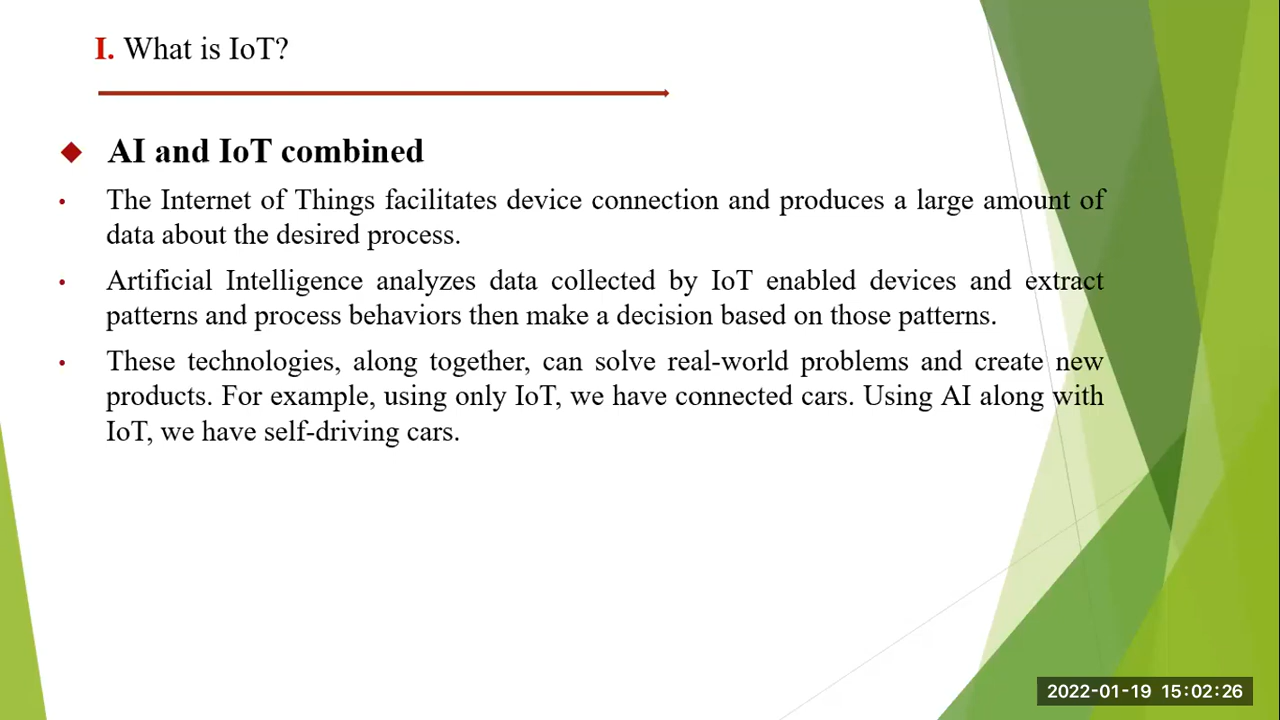 I. What is IoT?
AI and IoT combined
• The Internet of Things facilitates device connection and produces a large amount of
data about the desired process.
• Artificial Intelligence analyzes data collected by IoT enabled devices and extract
patterns and process behaviors then make a decision based on those patterns.
• These technologies, along together, can solve real-world problems and create new
products. For example, using only IoT, we have connected cars. Using AI along with
IoT, we have self-driving cars.
2022-01-19 15:02:26